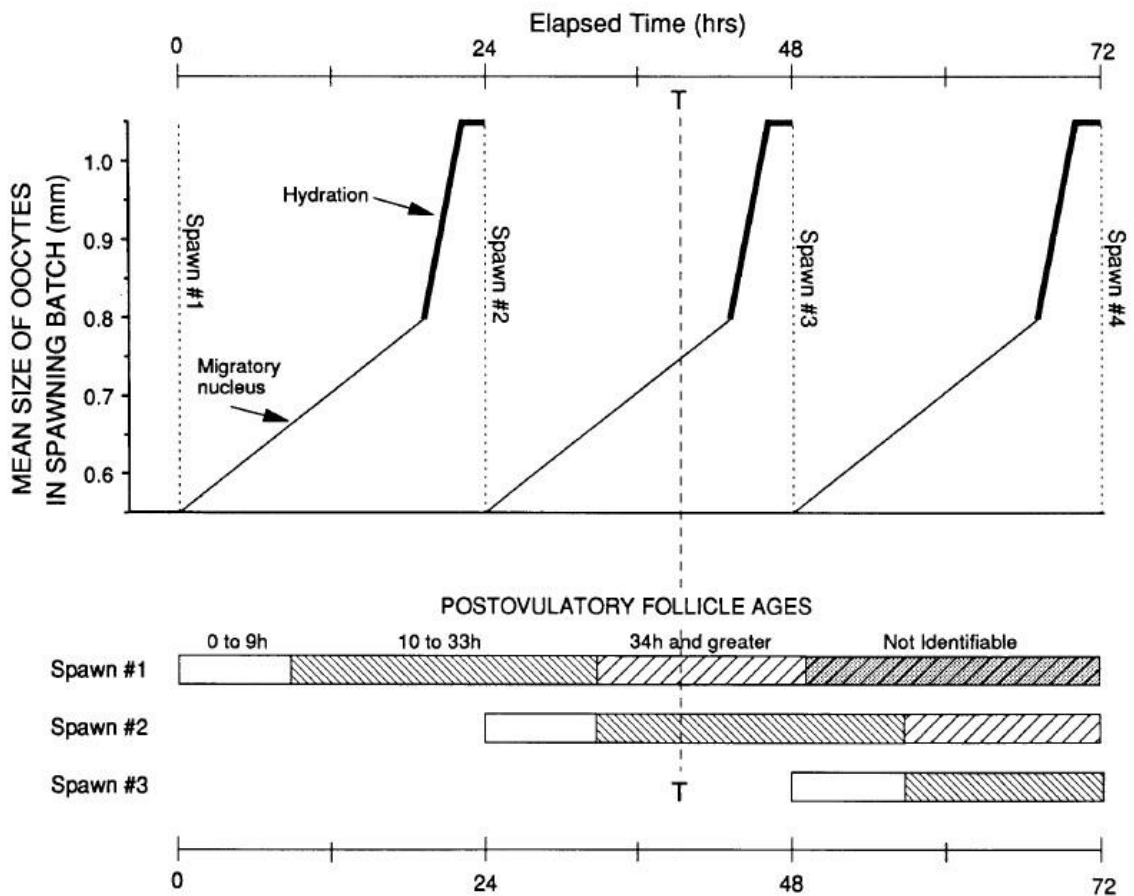 Elapsed Time (hrs)
0 24 48 72
T
MEAN SIZE OF OOCYTES
IN SPAWNING BATCH (mm)
1.0
0.9
0.8
0.7
0.6
Hydration
Migratory
nucleus
Spawn #1
Spawn #2
Spawn #3
Spawn #4
POSTOVULATORY FOLLICLE AGES
0 to 9h 10 to 33h 34h and greater Not Identifiable
Spawn #1
Spawn #2
Spawn #3
T
0 24 48 72